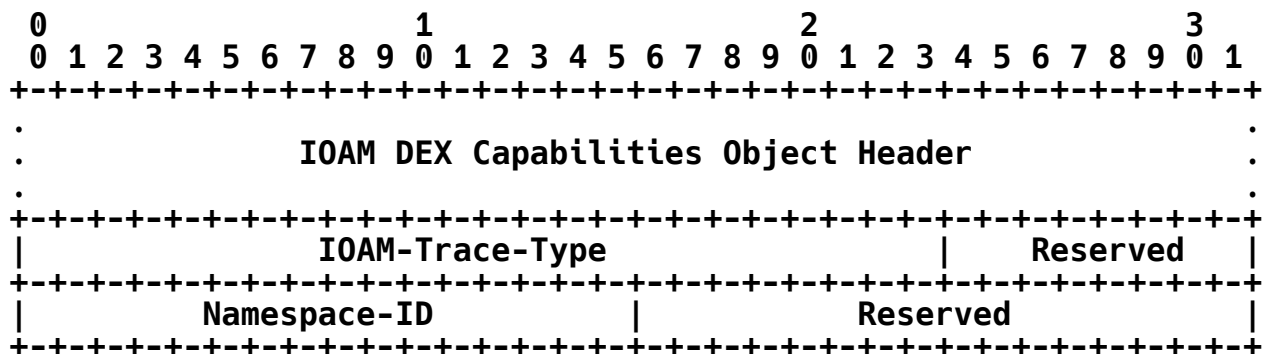 0                   1                   2                   3
 0 1 2 3 4 5 6 7 8 9 0 1 2 3 4 5 6 7 8 9 0 1 2 3 4 5 6 7 8 9 0 1
+-+-+-+-+-+-+-+-+-+-+-+-+-+-+-+-+-+-+-+-+-+-+-+-+-+-+-+-+-+-+-+-+
.                                                               .
.               IOAM DEX Capabilities Object Header             .
.                                                               .
+-+-+-+-+-+-+-+-+-+-+-+-+-+-+-+-+-+-+-+-+-+-+-+-+-+-+-+-+-+-+-+-+
|               IOAM-Trace-Type                 |    Reserved   |
+-+-+-+-+-+-+-+-+-+-+-+-+-+-+-+-+-+-+-+-+-+-+-+-+-+-+-+-+-+-+-+-+
|         Namespace-ID          |           Reserved            |
+-+-+-+-+-+-+-+-+-+-+-+-+-+-+-+-+-+-+-+-+-+-+-+-+-+-+-+-+-+-+-+-+